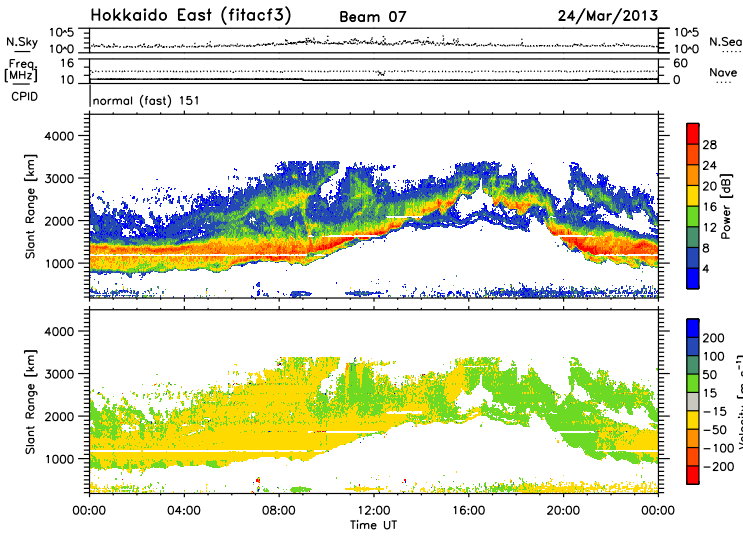 Hokkaido East (fitacf3) Beam 07 24/Mar/2013
N.Sky 10^5 10^0 10^5 10^0 N.Sea
Freq. [MHz] 16 10 60 0 Nave
CPID normal (fast) 151
Slant Range [km] 4000 3000 2000 1000
Power [dB] 28 24 20 16 12 8 4
Slant Range [km] 4000 3000 2000 1000
200 100 50 15 -15 -50 -100 -200
Velocity [m s^-1]
00:00 04:00 08:00 12:00 16:00 20:00 00:00
Time UT